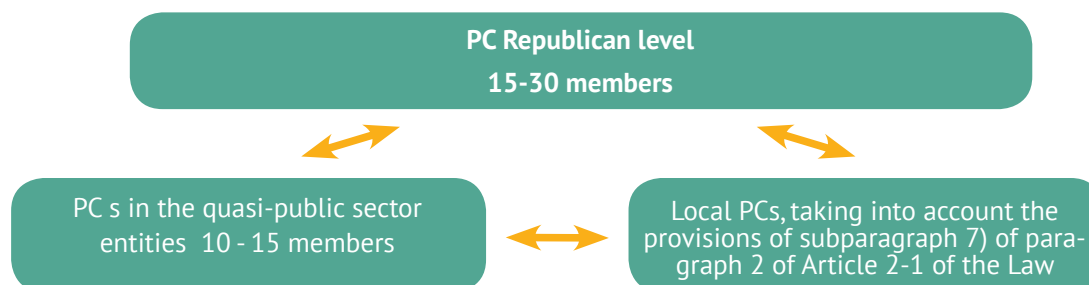 PC Republican level
15-30 members
PC s in the quasi-public sector
entities 10 - 15 members
Local PCs, taking into account the
provisions of subparagraph 7) of para-
graph 2 of Article 2-1 of the Law